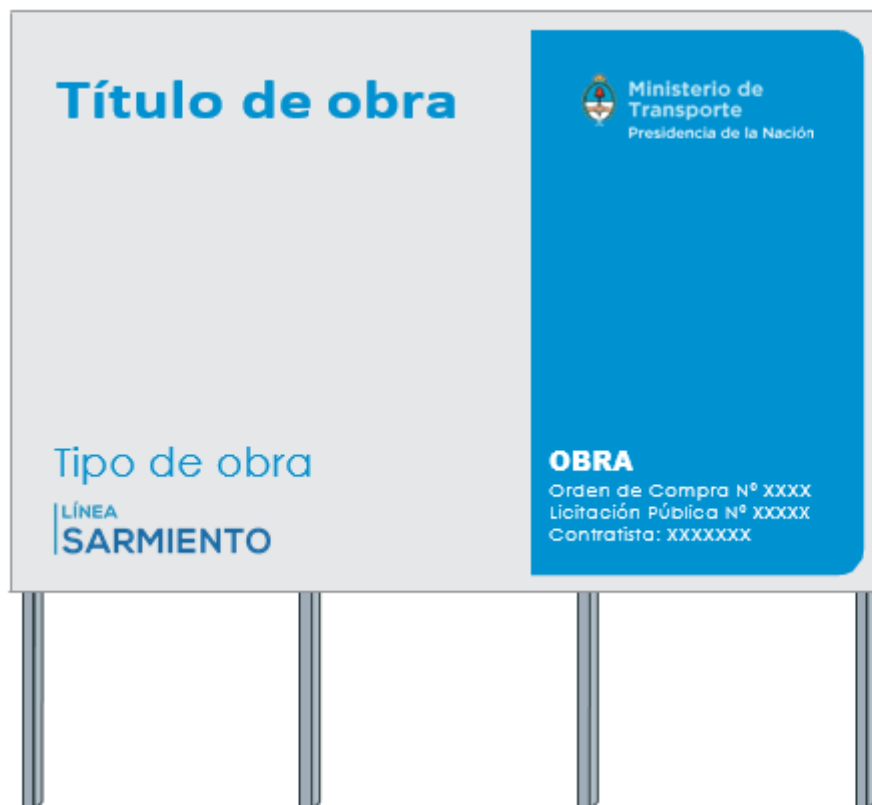 Título de obra
Ministerio de
Transporte
Presidencia de la Nación
Tipo de obra
LÍNEA
SARMIENTO
OBRA
Orden de Compra Nº XXXX
Licitación Pública Nº XXXXX
Contratista: XXXXXXX